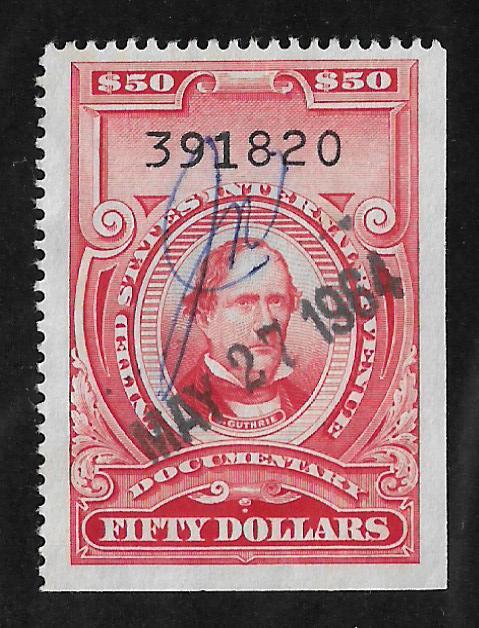 $50 $50
391820
UNITED STATES INTERNAL REVENUE
MAY 27 1964
GUTHRIE
DOCUMENTARY
FIFTY DOLLARS